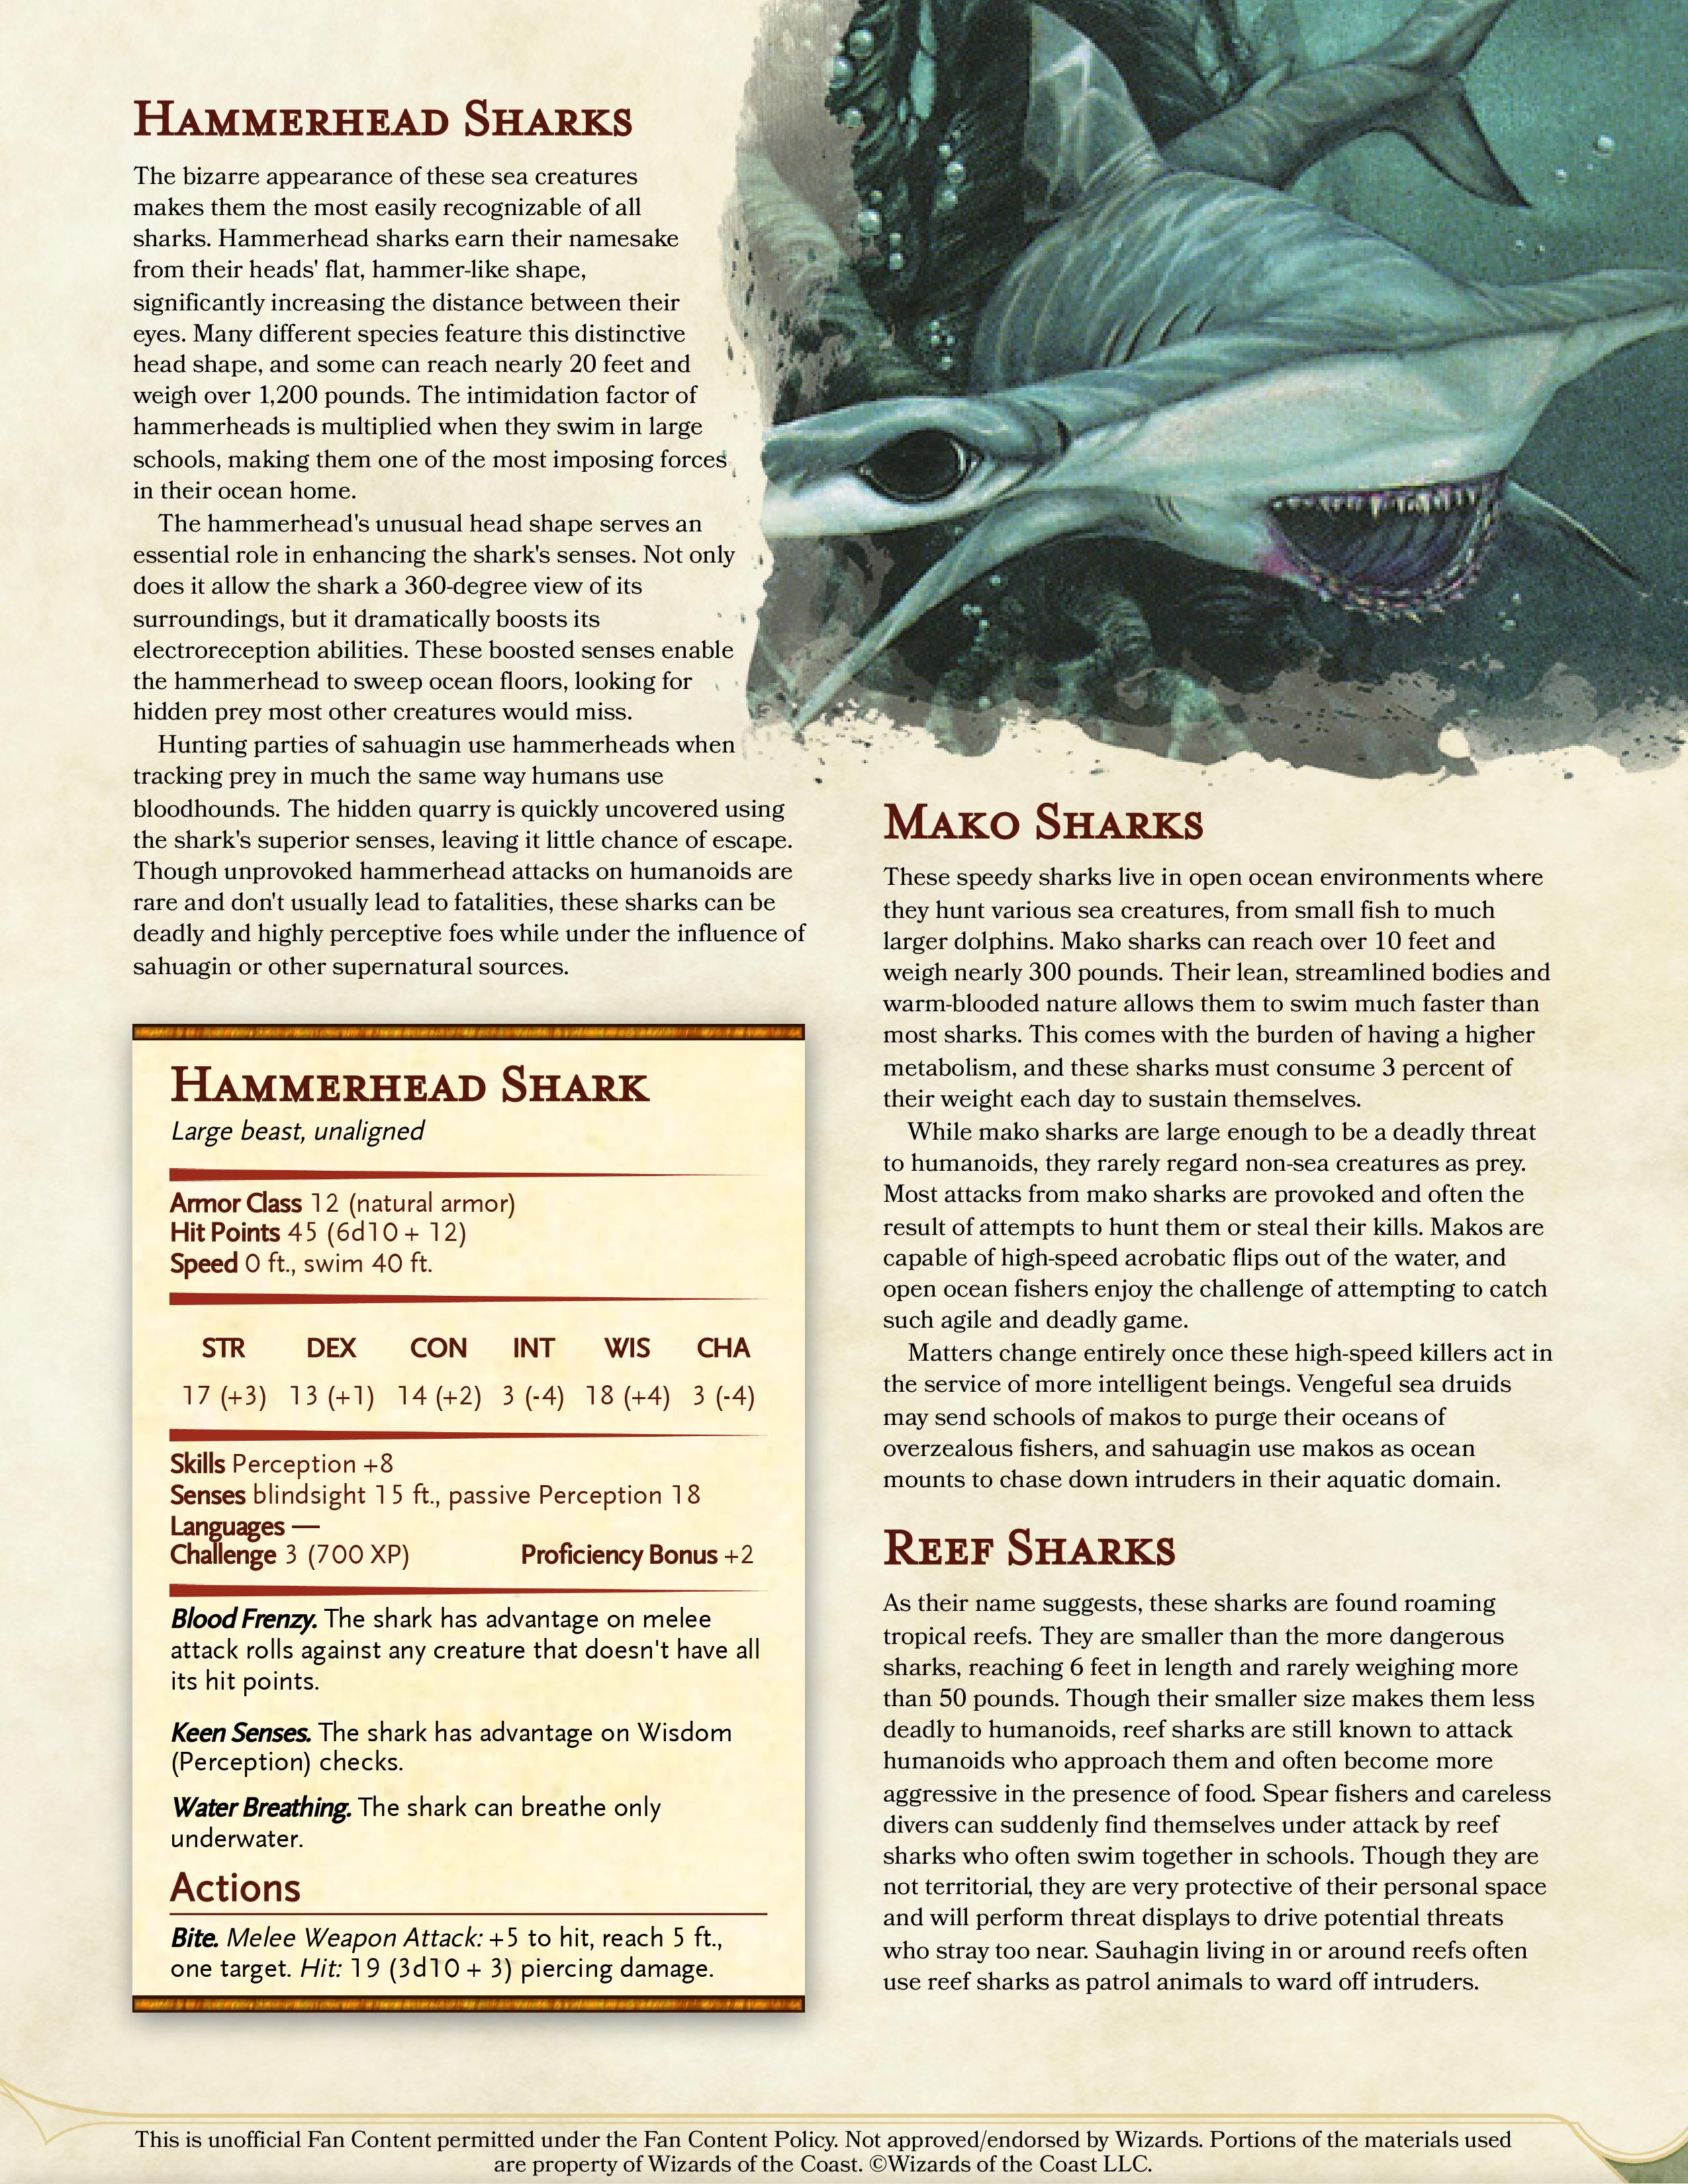 Hammerhead Sharks
The bizarre appearance of these sea creatures
makes them the most easily recognizable of all
sharks. Hammerhead sharks earn their namesake
from their heads' flat, hammer-like shape,
significantly increasing the distance between their
eyes. Many different species feature this distinctive
head shape, and some can reach nearly 20 feet and
weigh over 1,200 pounds. The intimidation factor of
hammerheads is multiplied when they swim in large
schools, making them one of the most imposing forces
in their ocean home.
The hammerhead's unusual head shape serves an
essential role in enhancing the shark's senses. Not only
does it allow the shark a 360-degree view of its
surroundings, but it dramatically boosts its
electroreception abilities. These boosted senses enable
the hammerhead to sweep ocean floors, looking for
hidden prey most other creatures would miss.
Hunting parties of sahuagin use hammerheads when
tracking prey in much the same way humans use
bloodhounds. The hidden quarry is quickly uncovered using
the shark's superior senses, leaving it little chance of escape.
Though unprovoked hammerhead attacks on humanoids are
rare and don't usually lead to fatalities, these sharks can be
deadly and highly perceptive foes while under the influence of
sahuagin or other supernatural sources.
Hammerhead Shark
Large beast, unaligned
Armor Class 12 (natural armor)
Hit Points 45 (6d10 + 12)
Speed 0 ft., swim 40 ft.
STR DEX CON INT WIS CHA
17 (+3) 13 (+1) 14 (+2) 3 (-4) 18 (+4) 3 (-4)
Skills Perception +8
Senses blindsight 15 ft., passive Perception 18
Languages —
Challenge 3 (700 XP) Proficiency Bonus +2
Blood Frenzy. The shark has advantage on melee
attack rolls against any creature that doesn't have all
its hit points.
Keen Senses. The shark has advantage on Wisdom
(Perception) checks.
Water Breathing. The shark can breathe only
underwater.
Actions
Bite. Melee Weapon Attack: +5 to hit, reach 5 ft.,
one target. Hit: 19 (3d10 + 3) piercing damage.
Mako Sharks
These speedy sharks live in open ocean environments where
they hunt various sea creatures, from small fish to much
larger dolphins. Mako sharks can reach over 10 feet and
weigh nearly 300 pounds. Their lean, streamlined bodies and
warm-blooded nature allows them to swim much faster than
most sharks. This comes with the burden of having a higher
metabolism, and these sharks must consume 3 percent of
their weight each day to sustain themselves.
While mako sharks are large enough to be a deadly threat
to humanoids, they rarely regard non-sea creatures as prey.
Most attacks from mako sharks are provoked and often the
result of attempts to hunt them or steal their kills. Makos are
capable of high-speed acrobatic flips out of the water, and
open ocean fishers enjoy the challenge of attempting to catch
such agile and deadly game.
Matters change entirely once these high-speed killers act in
the service of more intelligent beings. Vengeful sea druids
may send schools of makos to purge their oceans of
overzealous fishers, and sahuagin use makos as ocean
mounts to chase down intruders in their aquatic domain.
Reef Sharks
As their name suggests, these sharks are found roaming
tropical reefs. They are smaller than the more dangerous
sharks, reaching 6 feet in length and rarely weighing more
than 50 pounds. Though their smaller size makes them less
deadly to humanoids, reef sharks are still known to attack
humanoids who approach them and often become more
aggressive in the presence of food. Spear fishers and careless
divers can suddenly find themselves under attack by reef
sharks who often swim together in schools. Though they are
not territorial, they are very protective of their personal space
and will perform threat displays to drive potential threats
who stray too near. Sauhagin living in or around reefs often
use reef sharks as patrol animals to ward off intruders.
This is unofficial Fan Content permitted under the Fan Content Policy. Not approved/endorsed by Wizards. Portions of the materials used
are property of Wizards of the Coast. ©Wizards of the Coast LLC.